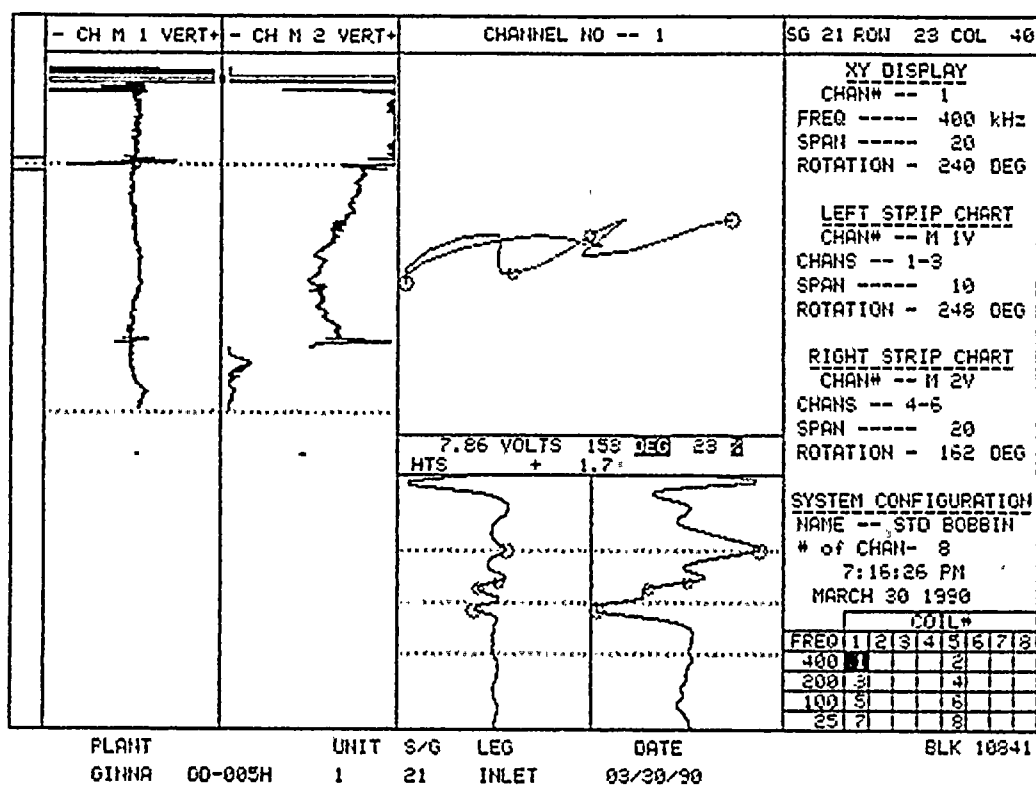 - CH M 1 VERT+
- CH M 2 VERT+
CHANNEL NO -- 1
SG 21 ROW 23 COL 40
XY DISPLAY
CHAN# -- 1
FREQ ----- 400 kHz
SPAN ----- 20
ROTATION - 240 DEG
LEFT STRIP CHART
CHAN# -- M 1V
CHANS -- 1-3
SPAN ----- 10
ROTATION - 248 DEG
RIGHT STRIP CHART
CHAN# -- M 2V
CHANS -- 4-6
SPAN ----- 20
ROTATION - 162 DEG
7.86 VOLTS 153 DEG 23 %
HTS + 1.7
SYSTEM CONFIGURATION
NAME -- STD BOBBIN
# of CHAN- 8
7:16:26 PM
MARCH 30 1990
COIL#
FREQ 1 2 3 4 5 6 7 8
400 1 2
200 3 4
100 5 6
25 7 8
PLANT UNIT S/G LEG DATE BLK 10841
GINNA 00-005H 1 21 INLET 03/30/90